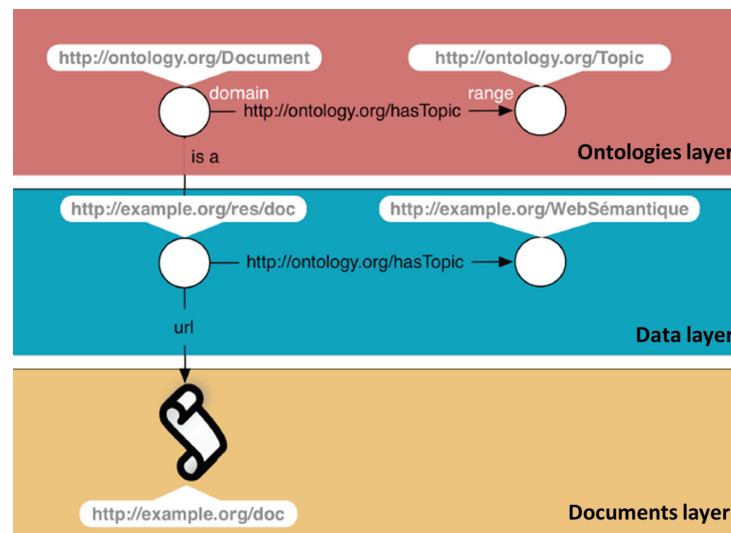 http://ontology.org/Document
http://ontology.org/Topic
domain
http://ontology.org/hasTopic
range
Ontologies layer
is a
http://example.org/res/doc
http://example.org/WebSémantique
http://ontology.org/hasTopic
url
Data layer
http://example.org/doc
Documents layer